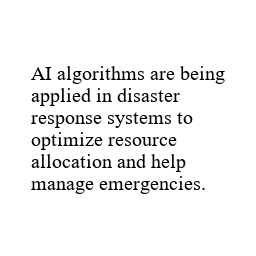 AI algorithms are being
applied in disaster
response systems to
optimize resource
allocation and help
manage emergencies.